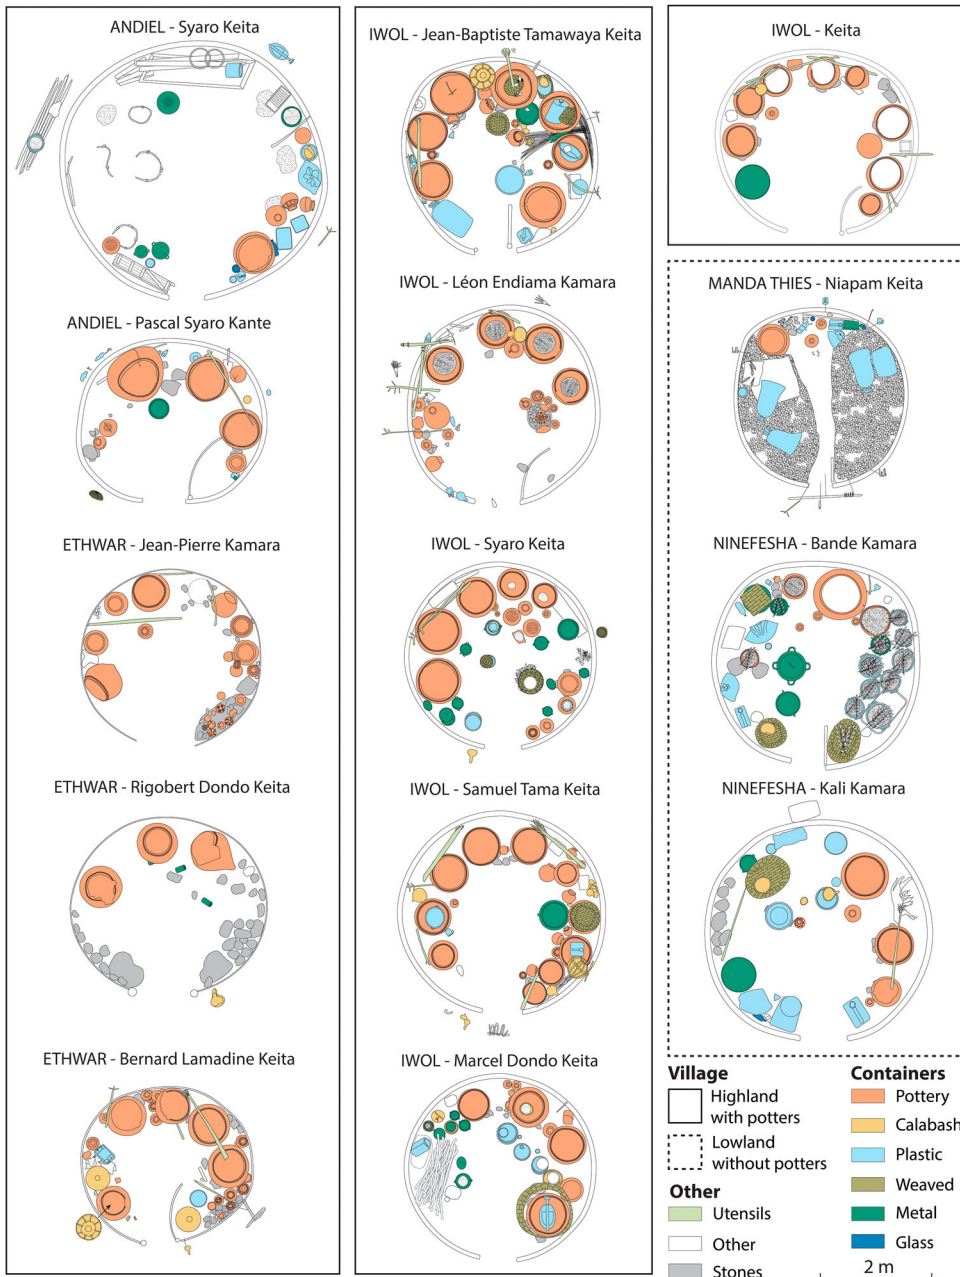 ANDIEL - Syaro Keita
ANDIEL - Pascal Syaro Kante
ETHWAR - Jean-Pierre Kamara
ETHWAR - Rigobert Dondo Keita
ETHWAR - Bernard Lamadine Keita
IWOL - Jean-Baptiste Tamawaya Keita
IWOL - Léon Endiama Kamara
IWOL - Syaro Keita
IWOL - Samuel Tama Keita
IWOL - Marcel Dondo Keita
IWOL - Keita
MANDA THIES - Niapam Keita
NINEFESHA - Bande Kamara
NINEFESHA - Kali Kamara
Village
Highland
with potters
Lowland
without potters
Other
Utensils
Other
Stones
Containers
Pottery
Calabash
Plastic
Weaved
Metal
Glass
2 m